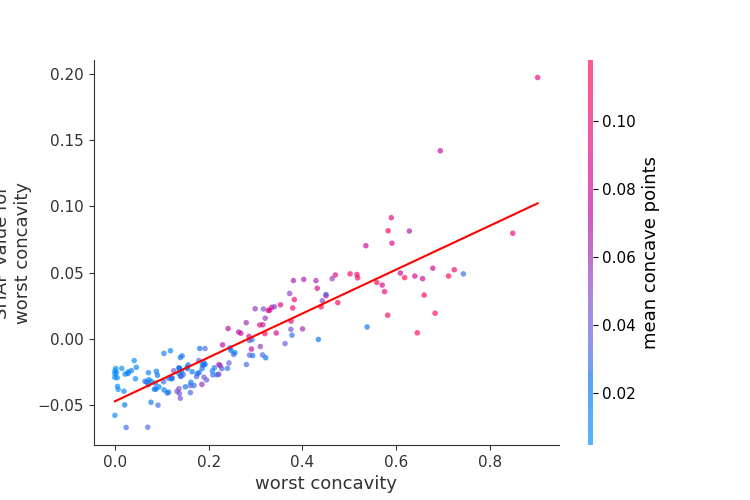 0.20
0.15
0.10
0.05
0.00
−0.05
SHAP value for
worst concavity
0.0 0.2 0.4 0.6 0.8
worst concavity
0.10
0.08
0.06
0.04
0.02
mean concave points